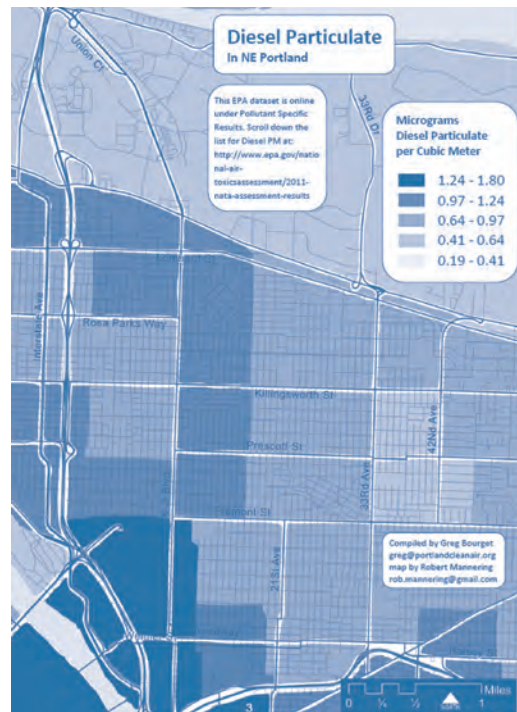 Diesel Particulate
In NE Portland
Union Ct
33Rd Dr
This EPA dataset is online
under Pollutant Specific
Results. Scroll down the
list for Diesel PM at:
http://www.epa.gov/natio
nal-air-
toxicsassessment/2011-
nata-assessment-results
Micrograms
Diesel Particulate
per Cubic Meter
1.24 - 1.80
0.97 - 1.24
0.64 - 0.97
0.41 - 0.64
0.19 - 0.41
Interstate Ave
Rosa Parks Way
Killingsworth St
42Nd Ave
Prescott St
33Rd Ave
Fremont St
21St Ave
Compiled by Greg Bourget
greg@portlandcleanair.org
map by Robert Mannering
rob.mannering@gmail.com
Miles
0 ¼ ½ 1
3